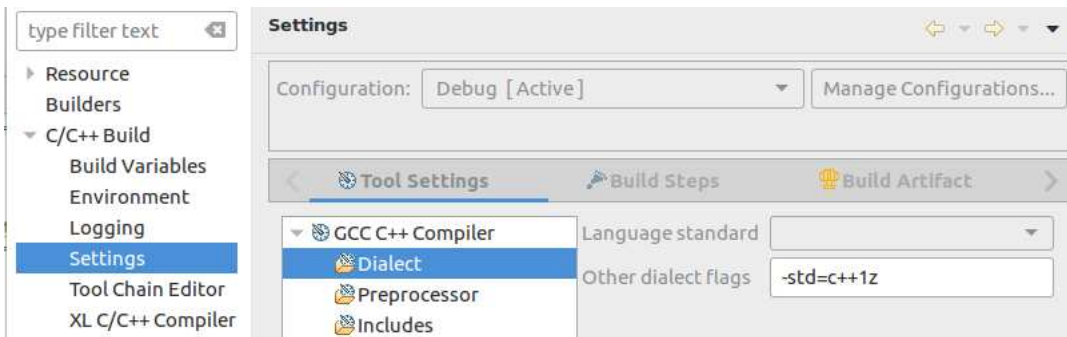 type filter text
Resource
Builders
C/C++ Build
Build Variables
Environment
Logging
Settings
Tool Chain Editor
XL C/C++ Compiler
Settings
Configuration: Debug [Active] Manage Configurations...
Tool Settings Build Steps Build Artifact
GCC C++ Compiler
Dialect
Preprocessor
Includes
Language standard
Other dialect flags -std=c++1z